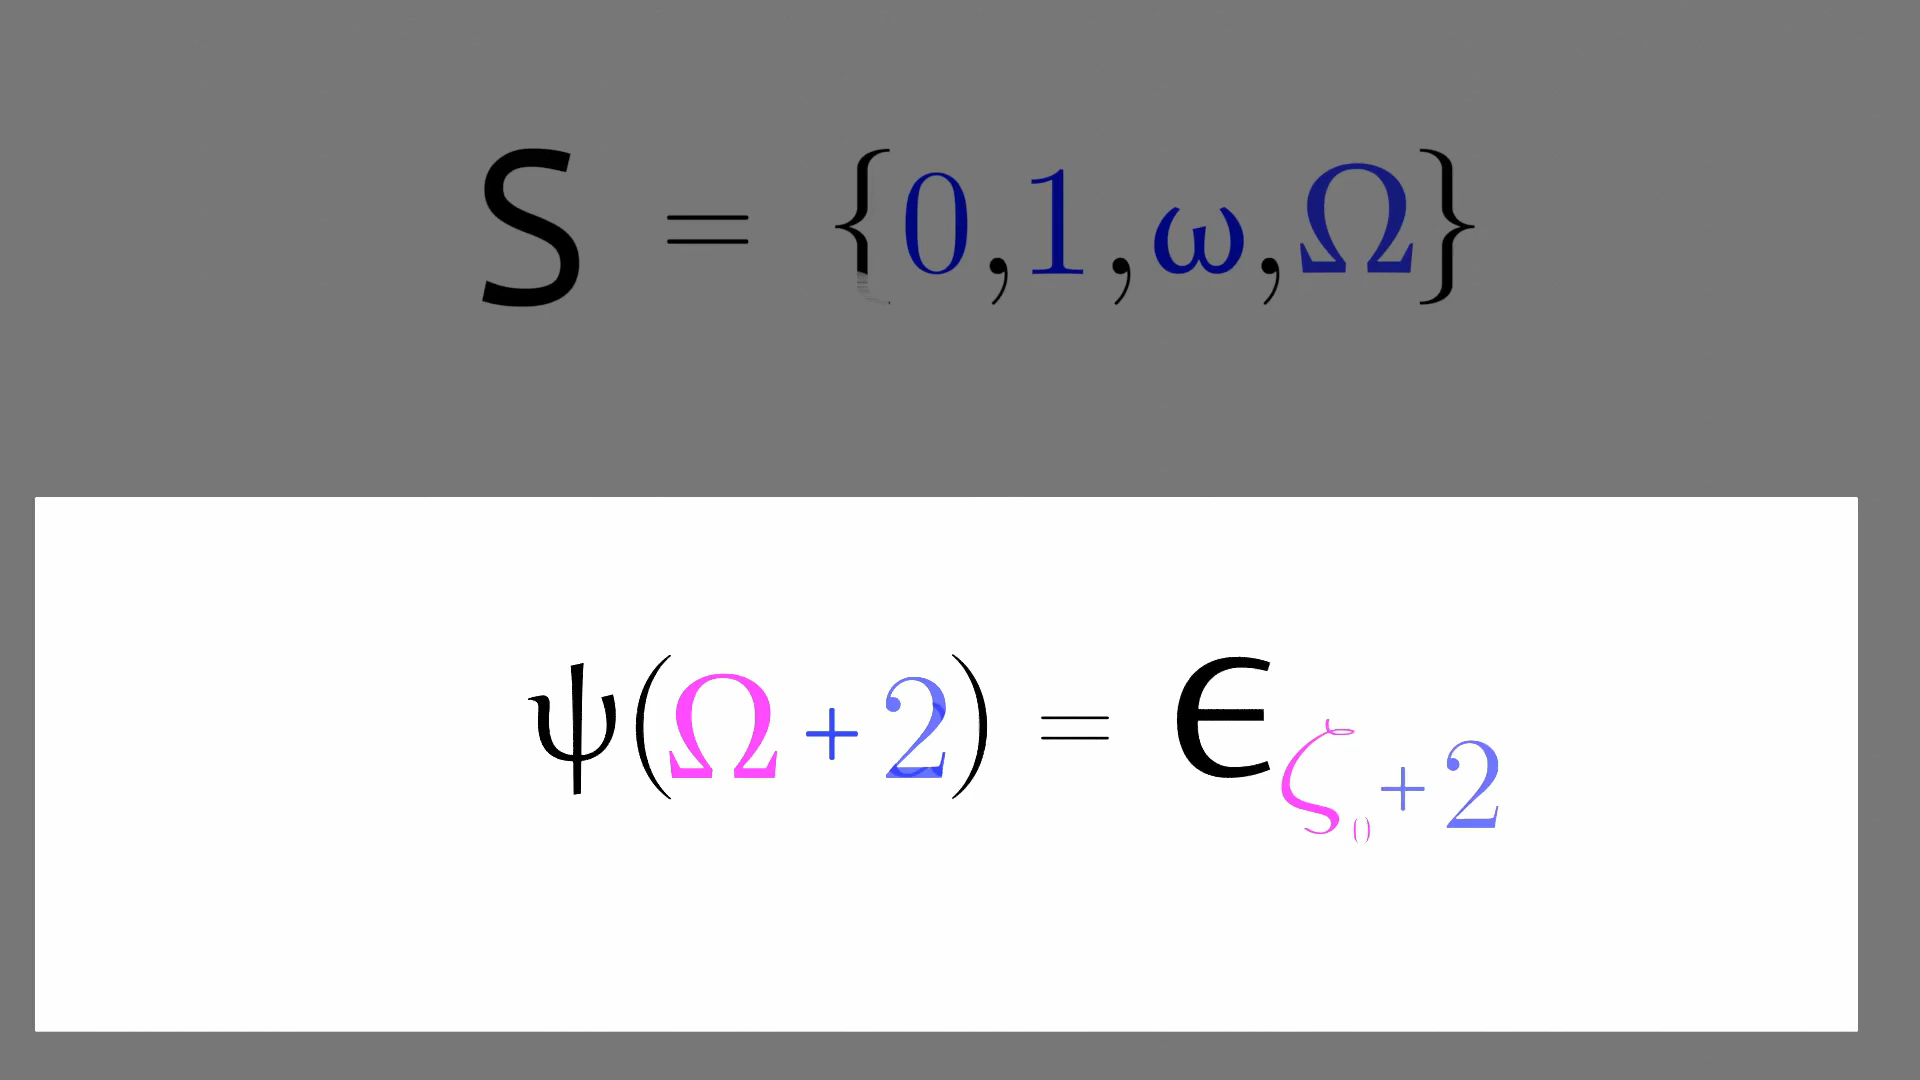 S = {0,1,ω,Ω}
ψ(Ω+2) = ϵ_{ζ_0+2}